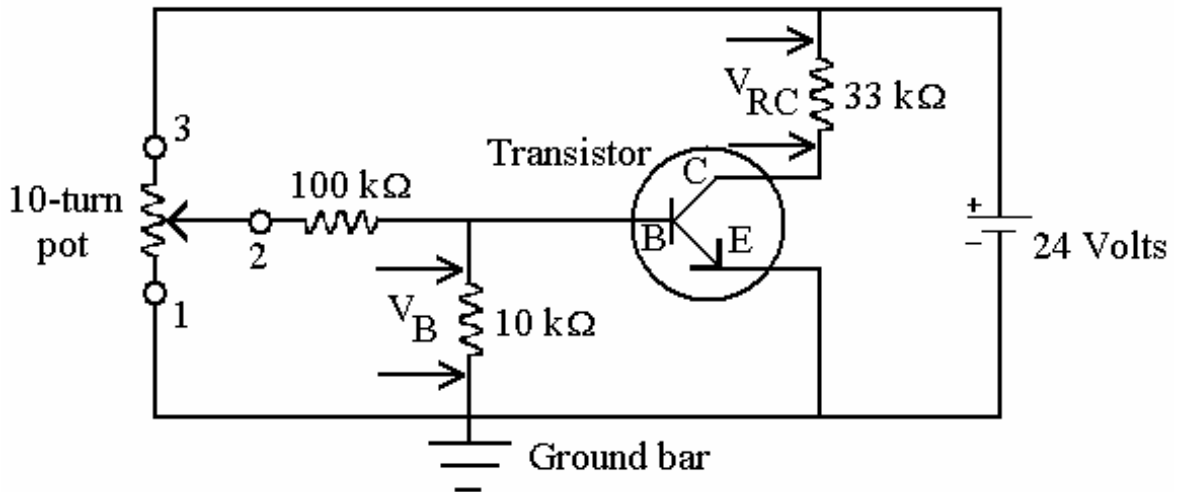 3
10-turn
pot
2
1
100 kΩ
V
B
10 kΩ
Transistor
C
B
E
V
RC
33 kΩ
+
−
24 Volts
Ground bar